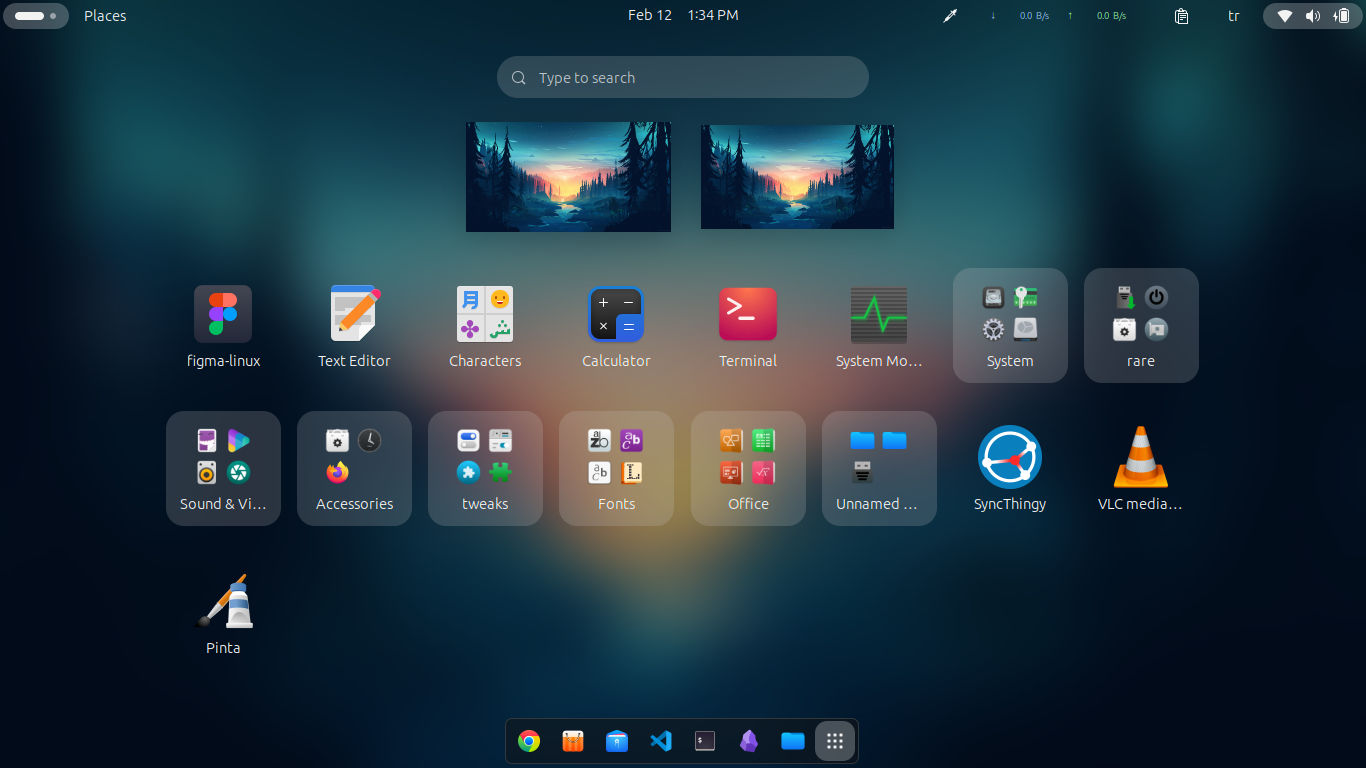 Places
Feb 12 1:34 PM
↓ 0.0 B/s ↑ 0.0 B/s
tr
Type to search
figma-linux
Text Editor
Characters
Calculator
Terminal
System Mo…
System
rare
Sound & Vi…
Accessories
tweaks
Fonts
Office
Unnamed …
SyncThingy
VLC media…
Pinta